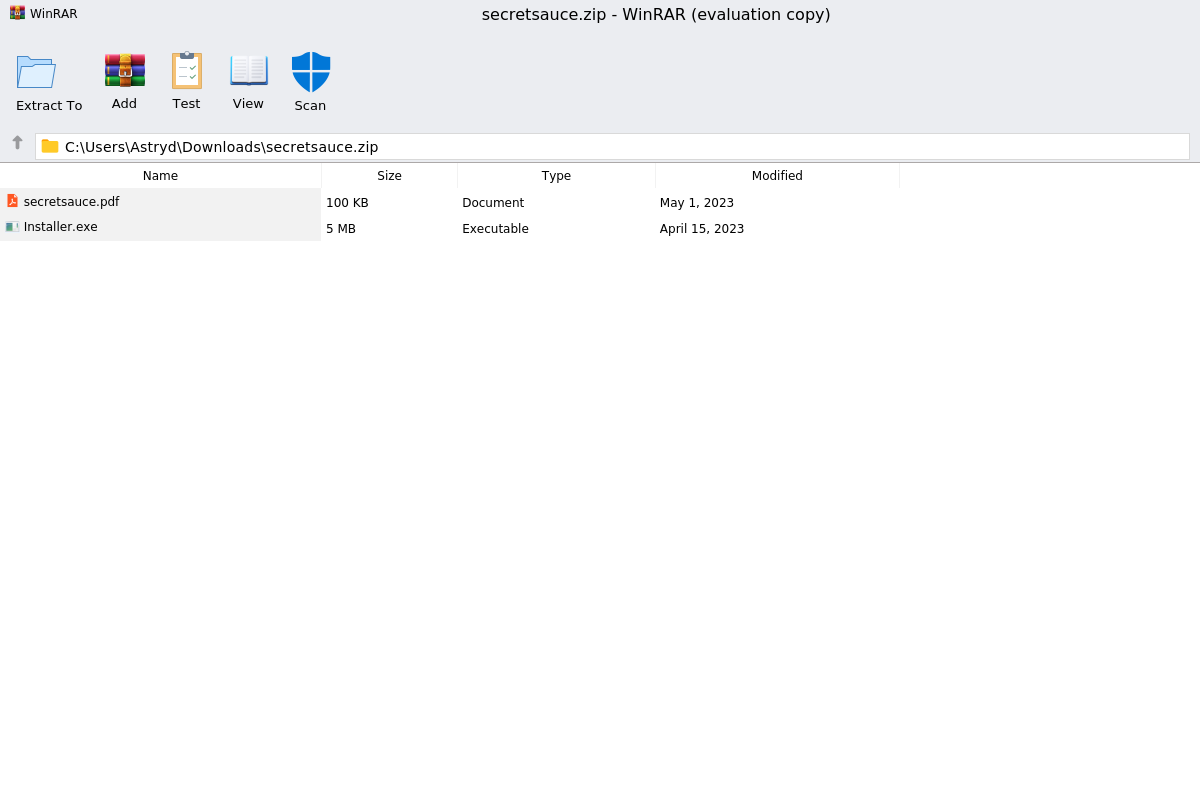 WinRAR
secretsauce.zip - WinRAR (evaluation copy)
Extract To
Add
Test
View
Scan
C:\Users\Astryd\Downloads\secretsauce.zip
Name Size Type Modified
secretsauce.pdf 100 KB Document May 1, 2023
Installer.exe 5 MB Executable April 15, 2023